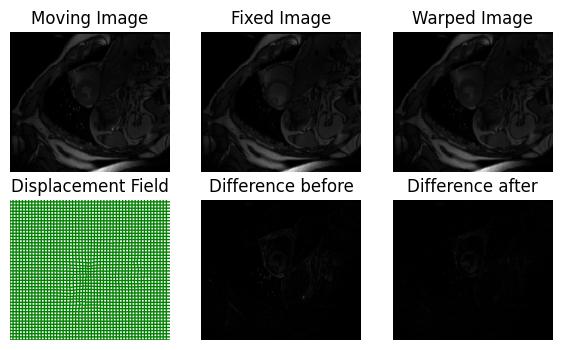 Moving Image
Fixed Image
Warped Image
Displacement Field
Difference before
Difference after